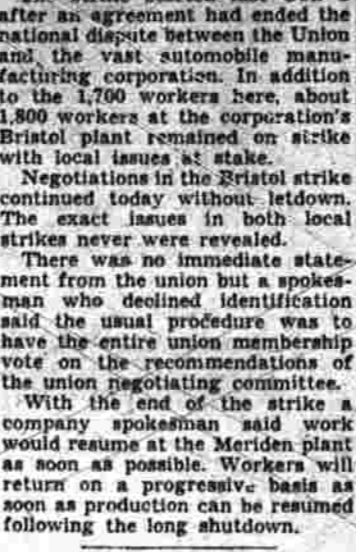 after an agreement had ended the
national dispute between the Union
and the vast automobile manu-
facturing corporation. In addition
to the 1,700 workers here, about
1,800 workers at the corporation's
Bristol plant remained on strike
with local issues at stake.
Negotiations in the Bristol strike
continued today without letdown.
The exact issues in both local
strikes never were revealed.
There was no immediate state-
ment from the union but a spokes-
man who declined identification
said the usual procedure was to
have the entire union membership
vote on the recommendations of
the union negotiating committee.
With the end of the strike a
company spokesman said work
would resume at the Meriden plant
as soon as possible. Workers will
return on a progressive basis as
soon as production can be resumed
following the long shutdown.